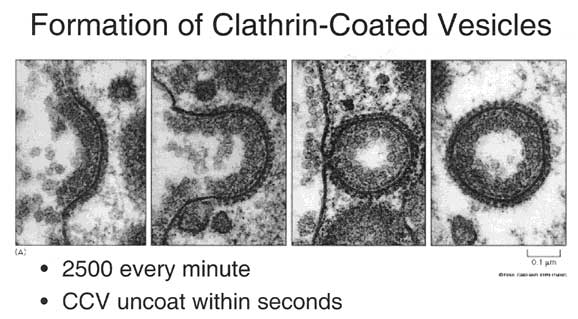 Formation of Clathrin-Coated Vesicles
(A)
0.1 µm
• 2500 every minute
• CCV uncoat within seconds